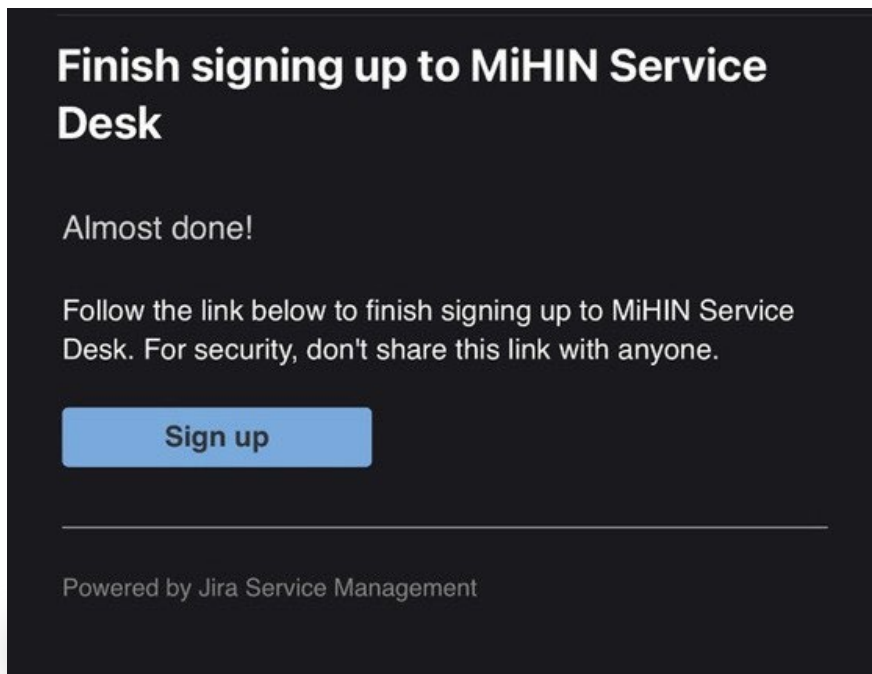 Finish signing up to MiHIN Service
Desk
Almost done!
Follow the link below to finish signing up to MiHIN Service
Desk. For security, don't share this link with anyone.
Sign up
Powered by Jira Service Management